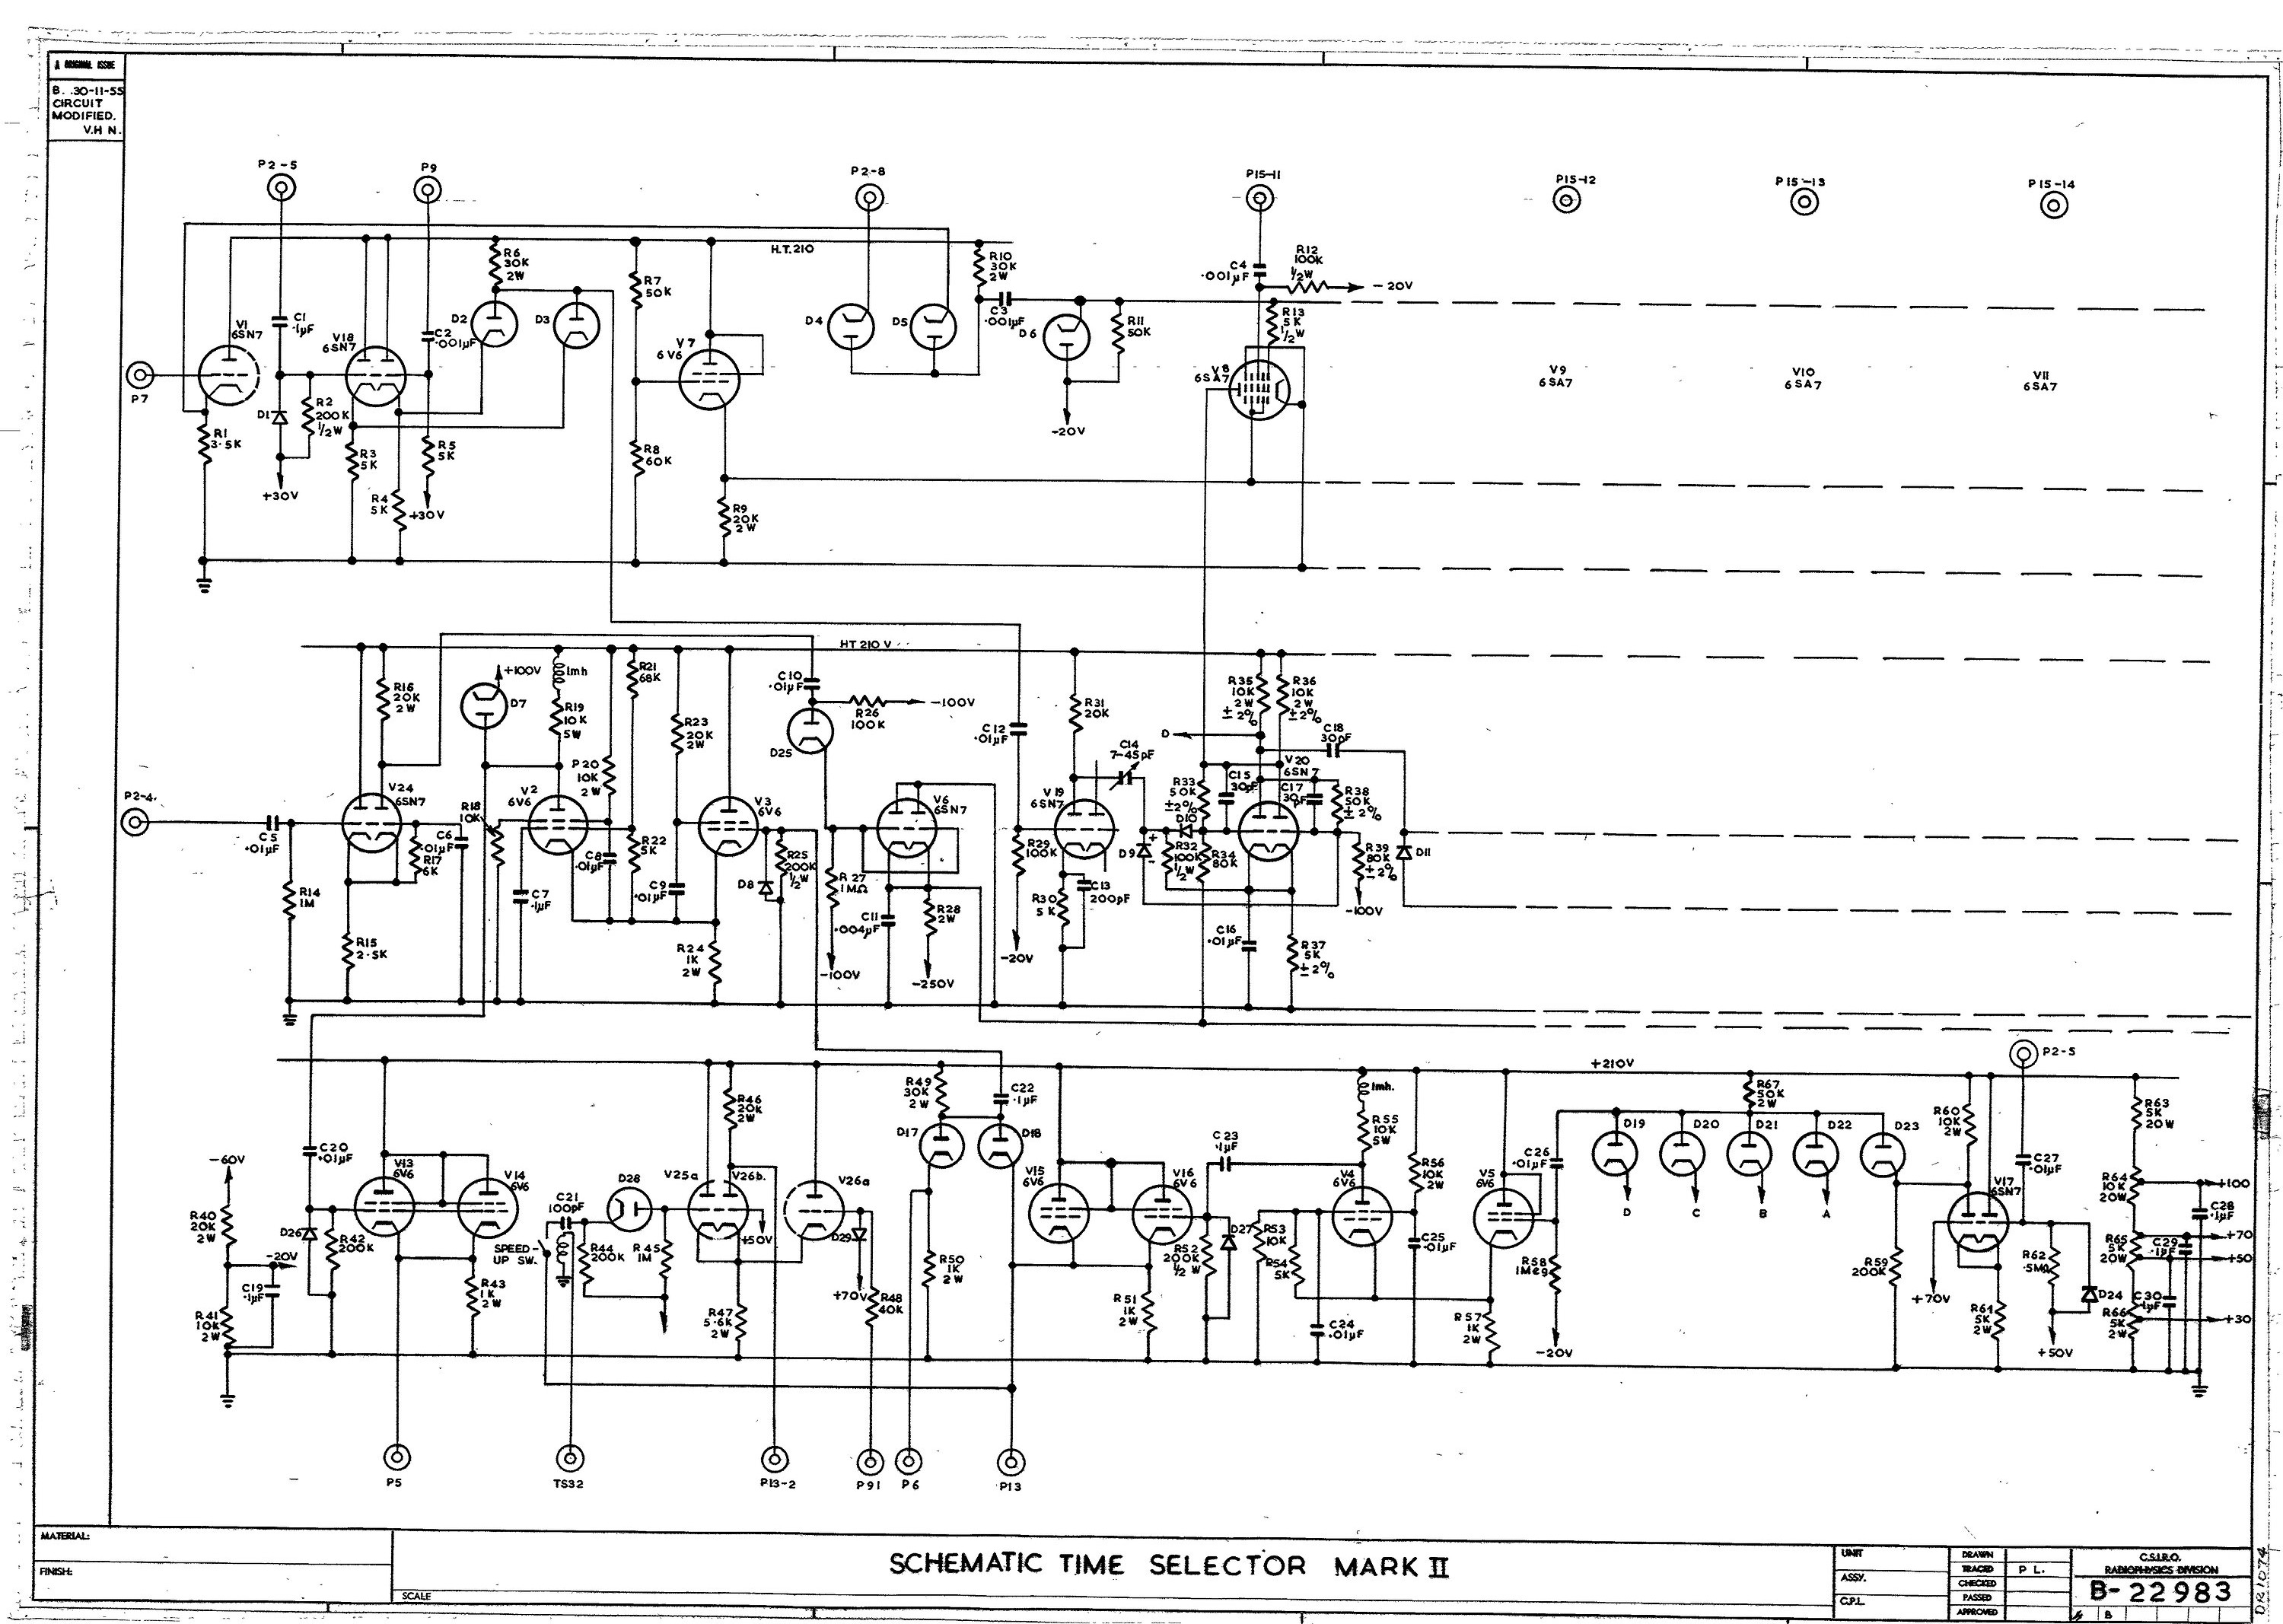 A ORIGINAL ISSUE
B. .30-11-55
CIRCUIT
MODIFIED.
V.H N.
P2-5
P9
P2-8
P15-11
P15-12
P15-13
P15-14
H.T. 210
R6
30K
2W
R7
50K
R10
30K
2W
C4
.001µF
R12
100K
1/2W
-20V
V1
6SN7
C1
.1µF
V18
6SN7
C2
.001µF
D2
D3
V7
6V6
D4
D5
C3
.001µF
D6
R11
50K
R13
5K
1/2W
V8
6SA7
V9
6SA7
V10
6SA7
V11
6SA7
P7
D1
R2
200K
1/2W
R1
3.5K
R3
5K
R5
5K
R8
60K
-20V
+30V
R4
5K
+30V
R9
20K
2W
HT 210 V
R16
20K
2W
+100V
D7
1mh
R19
10K
5W
R21
68K
R23
20K
2W
C10
.01µF
R26
100K
-100V
D25
C12
.01µF
R31
20K
C14
7-45pF
R35
10K
2W
±2%
R36
10K
2W
±2%
D
C18
30pF
P2-4.
C5
.01µF
V24
6SN7
R18
10K
C6
.01µF
R17
6K
V2
6V6
P20
10K
2W
C8
.01µF
R22
5K
V3
6V6
V6
6SN7
V19
6SN7
R33
50K
±2%
D10
C15
30pF
V20
6SN7
C17
30pF
R38
50K
±2%
R14
1M
R15
2.5K
C7
.1µF
C9
.01µF
D8
R25
200K
1/2W
R27
1MΩ
C11
.004µF
R28
2W
R29
100K
D9
+
-
R32
100K
1/2W
R34
80K
R39
80K
±2%
D11
-100V
R24
1K
2W
-100V
-250V
-20V
R30
5K
C13
200pF
C16
.01µF
R37
5K
±2%
+210V
P2-5
R49
30K
2W
C22
.1µF
R46
20K
2W
1mh.
R55
10K
5W
R67
50K
2W
R60
10K
2W
R63
5K
20W
-60V
C20
.01µF
V13
6V6
V14
6V6
C21
100pF
D28
V25a
V26b.
V26a
D17
D18
V15
6V6
V16
6V6
C23
.1µF
V4
6V6
R56
10K
2W
V5
6V6
C26
.01µF
D19
D20
D21
D22
D23
C27
.01µF
V17
6SN7
R64
10K
20W
+100
C28
.1µF
R40
20K
2W
D26
R42
200K
-20V
C19
.1µF
SPEED-
UP SW.
R44
200K
R45
1M
+50V
D29
R50
1K
2W
R52
200K
1/2W
D27
R53
10K
R54
5K
C25
.01µF
R58
1Meg
D
C
B
A
R59
200K
R62
.5MΩ
D24
R65
5K
20W
C29
.1µF
+70
+50
R41
10K
2W
R43
1K
2W
R47
5.6K
2W
+70V
R48
40K
R51
1K
2W
C24
.01µF
R57
1K
2W
-20V
+70V
R61
5K
2W
+50V
C30
.1µF
R66
5K
2W
+30
P5
TS32
P13-2
P91
P6
P13
MATERIAL:
FINISH:
SCALE
SCHEMATIC TIME SELECTOR MARK II
UNIT
ASSY.
C.P.I.
DRAWN
TRACED P L.
CHECKED
PASSED
APPROVED
C.S.I.R.O.
RADIOPHYSICS DIVISION
B-22983
B
DR1074